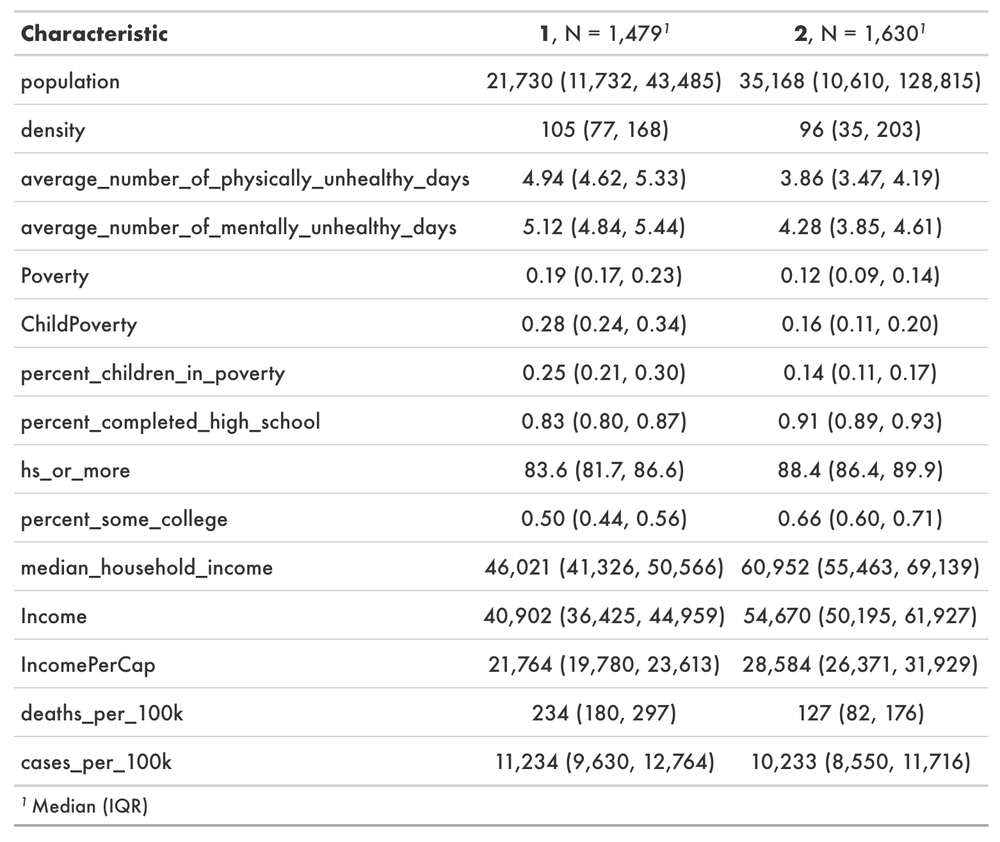 Characteristic 1, N = 1,479¹ 2, N = 1,630¹
population 21,730 (11,732, 43,485) 35,168 (10,610, 128,815)
density 105 (77, 168) 96 (35, 203)
average_number_of_physically_unhealthy_days 4.94 (4.62, 5.33) 3.86 (3.47, 4.19)
average_number_of_mentally_unhealthy_days 5.12 (4.84, 5.44) 4.28 (3.85, 4.61)
Poverty 0.19 (0.17, 0.23) 0.12 (0.09, 0.14)
ChildPoverty 0.28 (0.24, 0.34) 0.16 (0.11, 0.20)
percent_children_in_poverty 0.25 (0.21, 0.30) 0.14 (0.11, 0.17)
percent_completed_high_school 0.83 (0.80, 0.87) 0.91 (0.89, 0.93)
hs_or_more 83.6 (81.7, 86.6) 88.4 (86.4, 89.9)
percent_some_college 0.50 (0.44, 0.56) 0.66 (0.60, 0.71)
median_household_income 46,021 (41,326, 50,566) 60,952 (55,463, 69,139)
Income 40,902 (36,425, 44,959) 54,670 (50,195, 61,927)
IncomePerCap 21,764 (19,780, 23,613) 28,584 (26,371, 31,929)
deaths_per_100k 234 (180, 297) 127 (82, 176)
cases_per_100k 11,234 (9,630, 12,764) 10,233 (8,550, 11,716)
¹ Median (IQR)